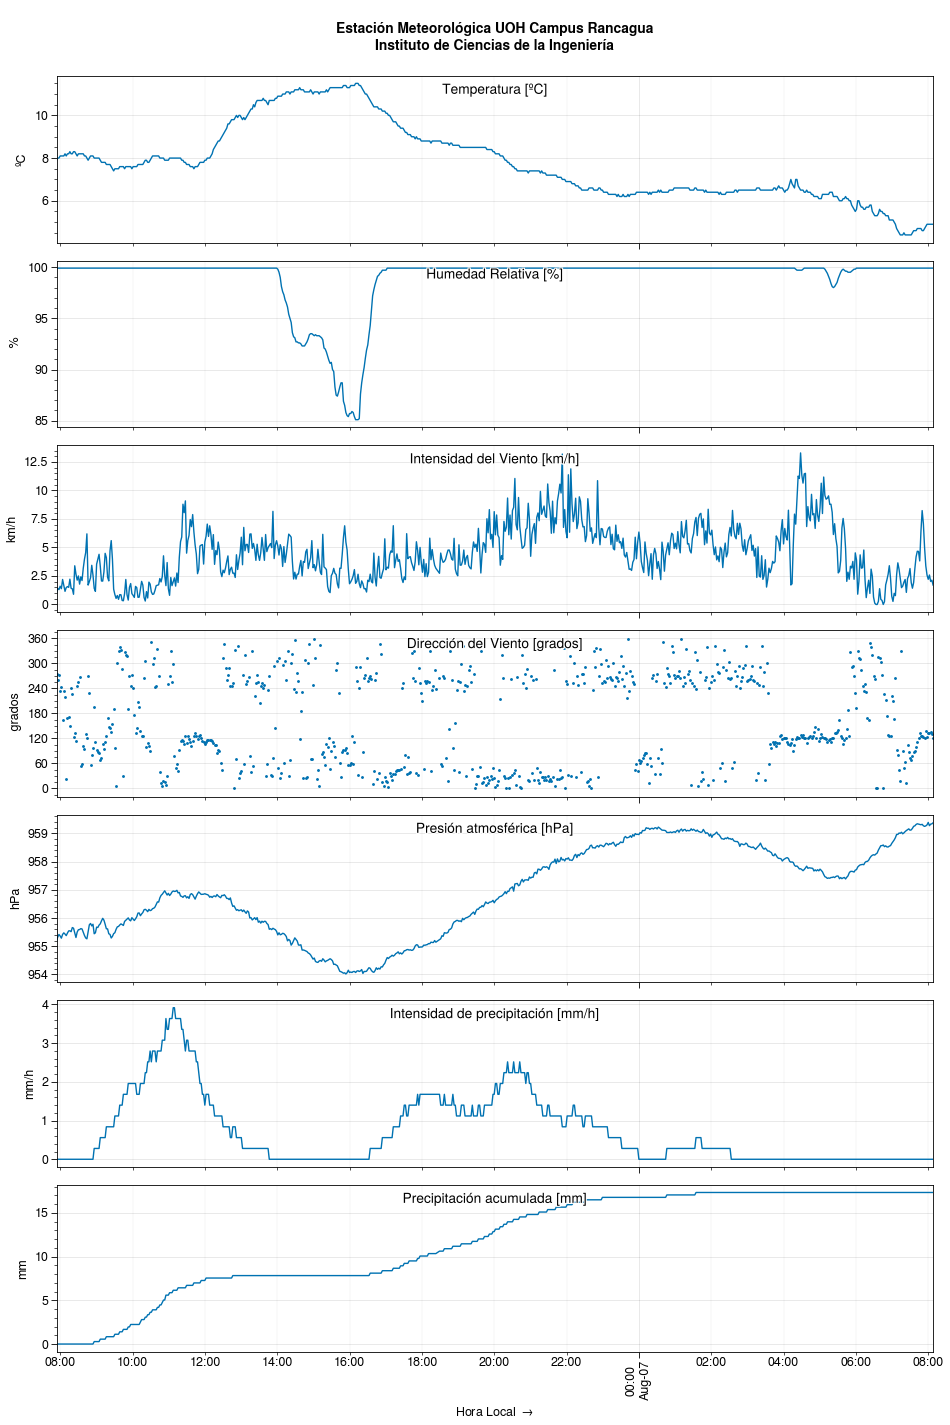 Estación Meteorológica UOH Campus Rancagua
Instituto de Ciencias de la Ingeniería
Temperatura [ºC]
10
8
6
ºC
Humedad Relativa [%]
100
95
90
85
%
Intensidad del Viento [km/h]
12.5
10
7.5
5
2.5
0
km/h
Dirección del Viento [grados]
360
300
240
180
120
60
0
grados
Presión atmosférica [hPa]
959
958
957
956
955
954
hPa
Intensidad de precipitación [mm/h]
4
3
2
1
0
mm/h
Precipitación acumulada [mm]
15
10
5
0
mm
08:00 10:00 12:00 14:00 16:00 18:00 20:00 22:00 00:00 02:00 04:00 06:00 08:00
Aug-07
Hora Local →